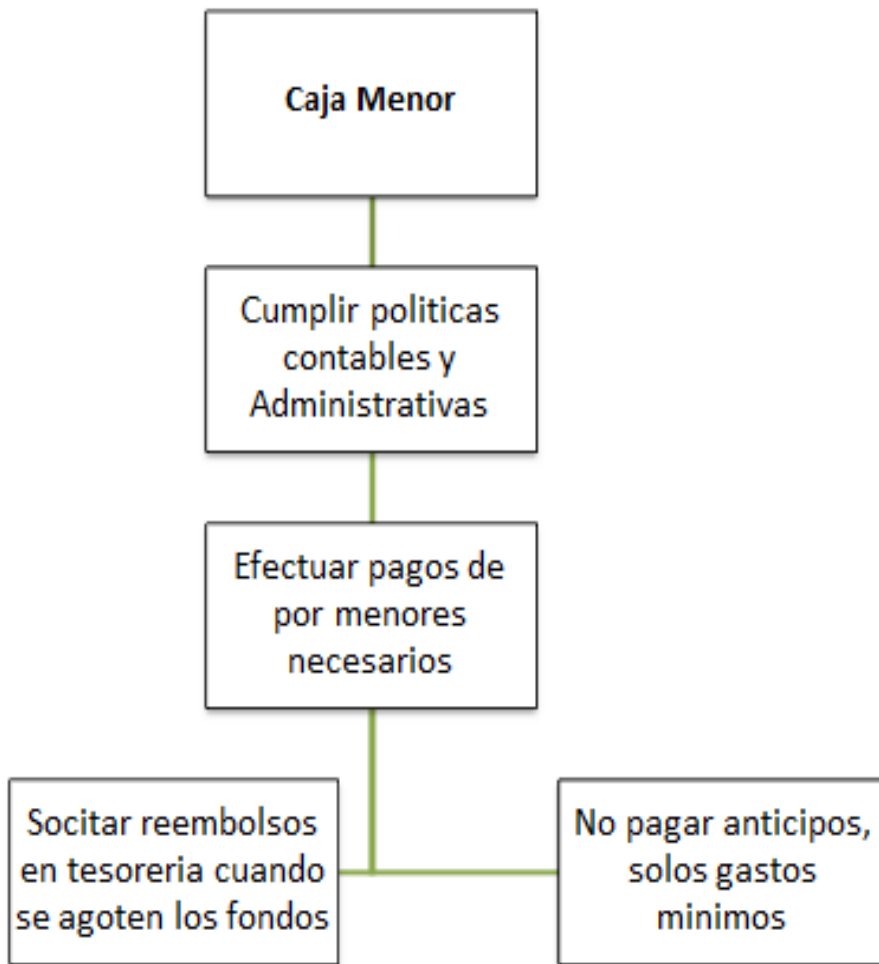 Caja Menor
Cumplir politicas
contables y
Administrativas
Efectuar pagos de
por menores
necesarios
Socitar reembolsos
en tesoreria cuando
se agoten los fondos
No pagar anticipos,
solos gastos
minimos